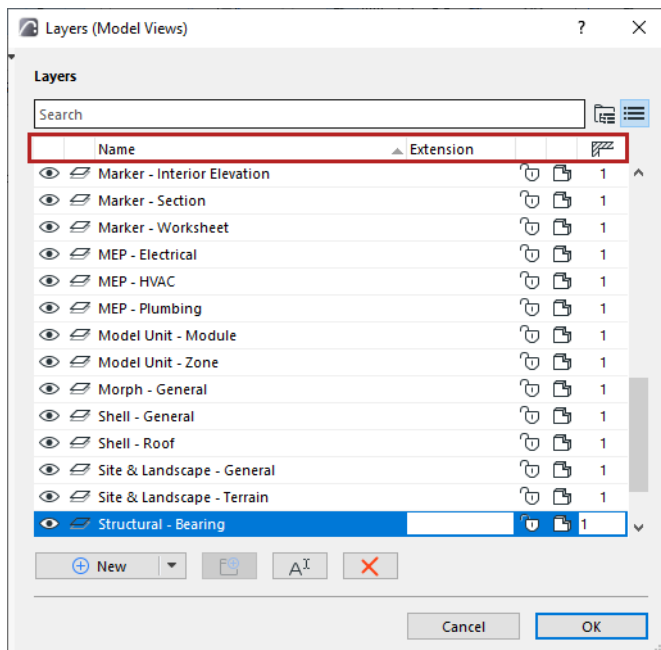 Layers (Model Views) ?
Layers
Search
Name Extension
Marker - Interior Elevation 1
Marker - Section 1
Marker - Worksheet 1
MEP - Electrical 1
MEP - HVAC 1
MEP - Plumbing 1
Model Unit - Module 1
Model Unit - Zone 1
Morph - General 1
Shell - General 1
Shell - Roof 1
Site & Landscape - General 1
Site & Landscape - Terrain 1
Structural - Bearing 1
New A
Cancel OK